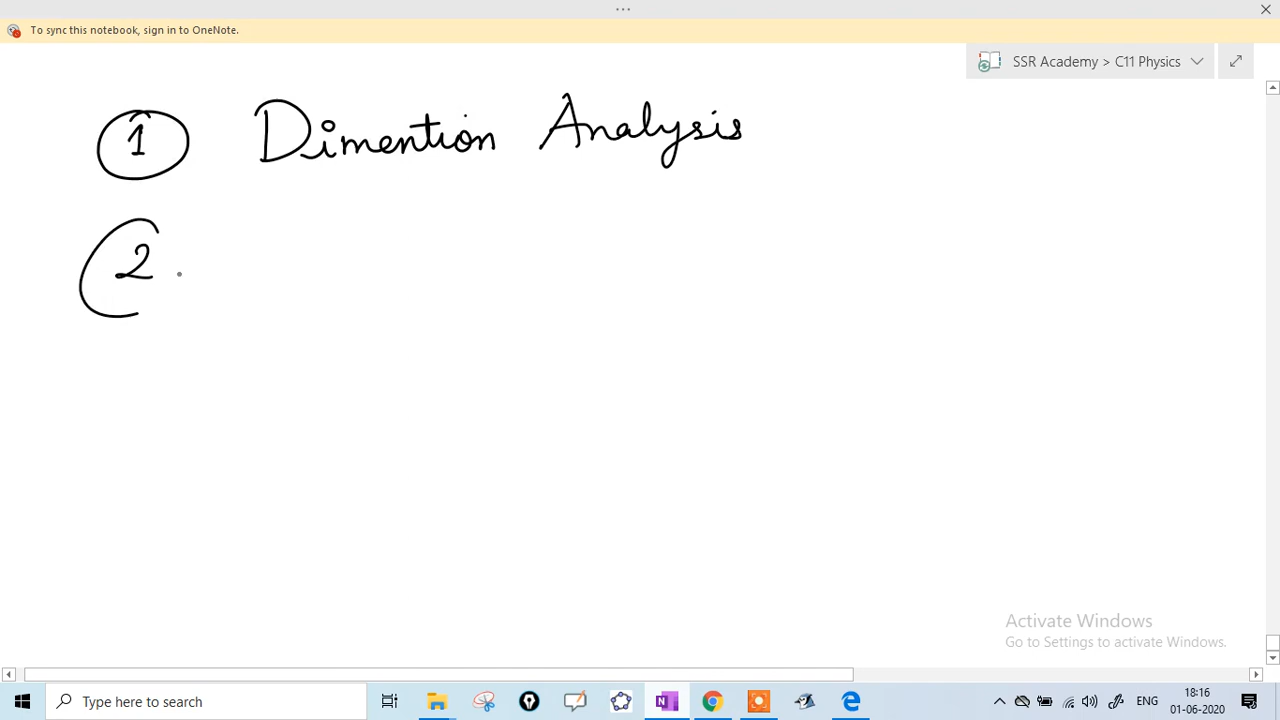 To sync this notebook, sign in to OneNote.
SSR Academy > C11 Physics
1 Dimention Analysis
2
Activate Windows
Go to Settings to activate Windows.
Type here to search
ENG
18:16
01-06-2020